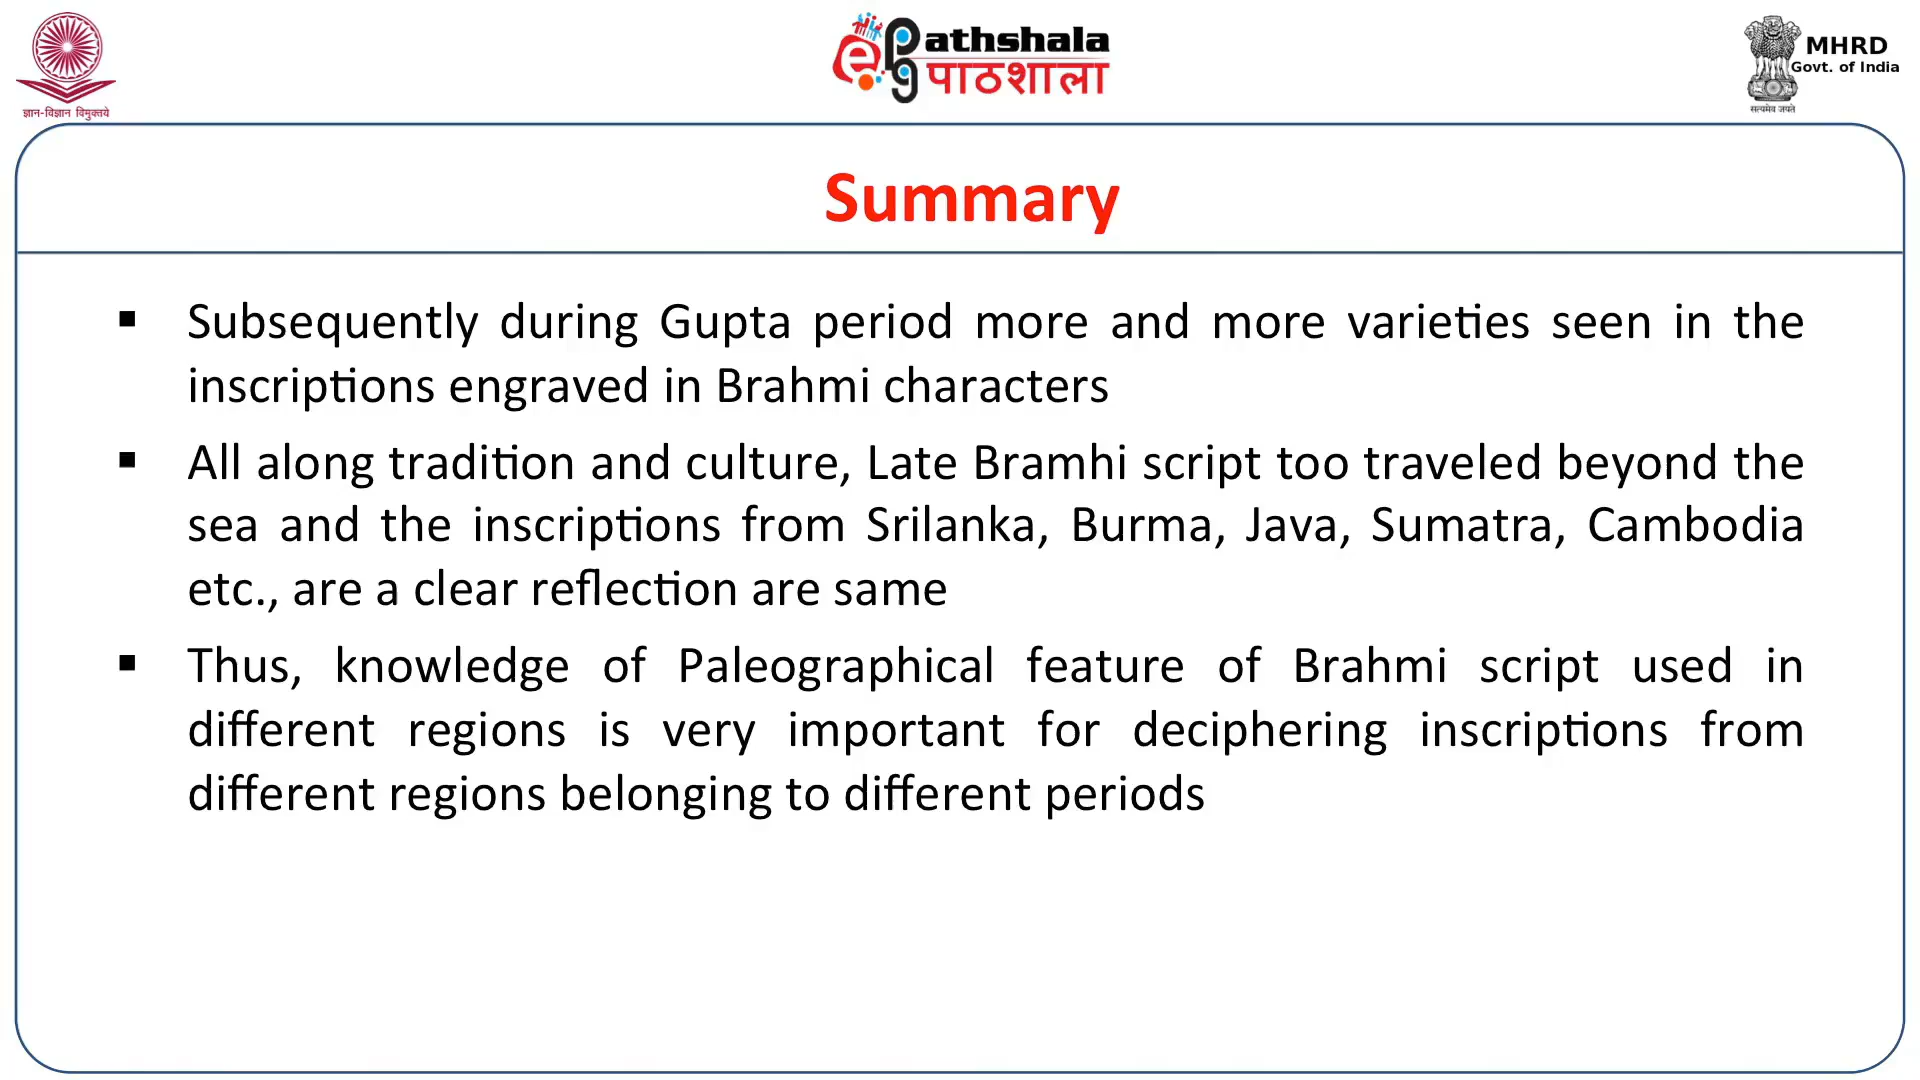 ज्ञान-विज्ञान विमुक्तये
ePathshala
पाठशाला
MHRD
Govt. of India
सत्यमेव जयते
Summary
▪ Subsequently during Gupta period more and more varieties seen in the
inscriptions engraved in Brahmi characters
▪ All along tradition and culture, Late Bramhi script too traveled beyond the
sea and the inscriptions from Srilanka, Burma, Java, Sumatra, Cambodia
etc., are a clear reflection are same
▪ Thus, knowledge of Paleographical feature of Brahmi script used in
different regions is very important for deciphering inscriptions from
different regions belonging to different periods